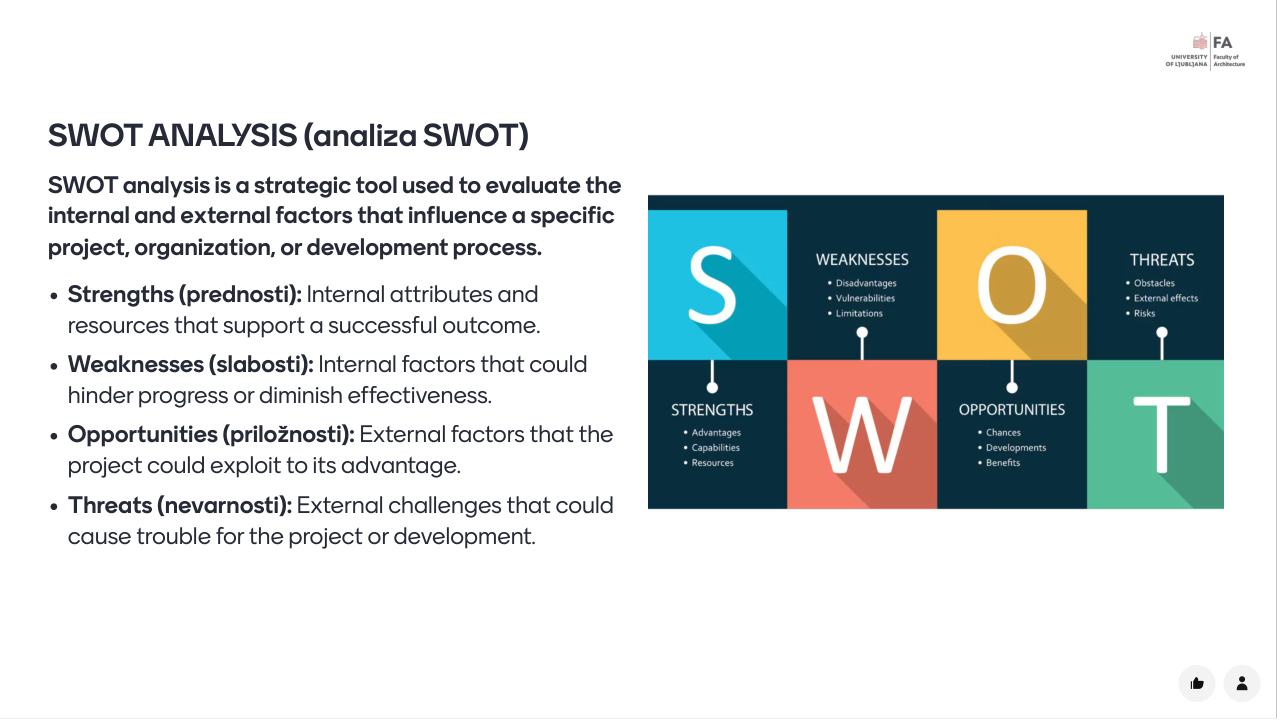 UNIVERSITY
OF LJUBLJANA
FA
Faculty of
Architecture
SWOT ANALYSIS (analiza SWOT)
SWOT analysis is a strategic tool used to evaluate the
internal and external factors that influence a specific
project, organization, or development process.
• Strengths (prednosti): Internal attributes and
resources that support a successful outcome.
• Weaknesses (slabosti): Internal factors that could
hinder progress or diminish effectiveness.
• Opportunities (priložnosti): External factors that the
project could exploit to its advantage.
• Threats (nevarnosti): External challenges that could
cause trouble for the project or development.
S
STRENGTHS
• Advantages
• Capabilities
• Resources
WEAKNESSES
• Disadvantages
• Vulnerabilities
• Limitations
W
O
OPPORTUNITIES
• Chances
• Developments
• Benefits
THREATS
• Obstacles
• External effects
• Risks
T